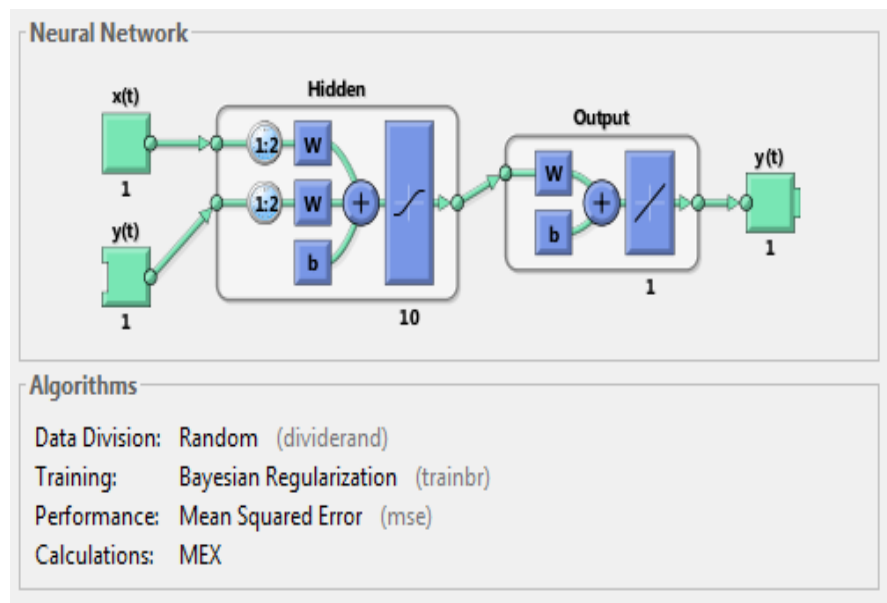 Neural Network
Hidden
x(t)
Output
1:2
W
W
y(t)
1
1:2
W
+
+
y(t)
b
b
1
1
1
10
Algorithms
Data Division: Random (dividerand)
Training: Bayesian Regularization (trainbr)
Performance: Mean Squared Error (mse)
Calculations: MEX